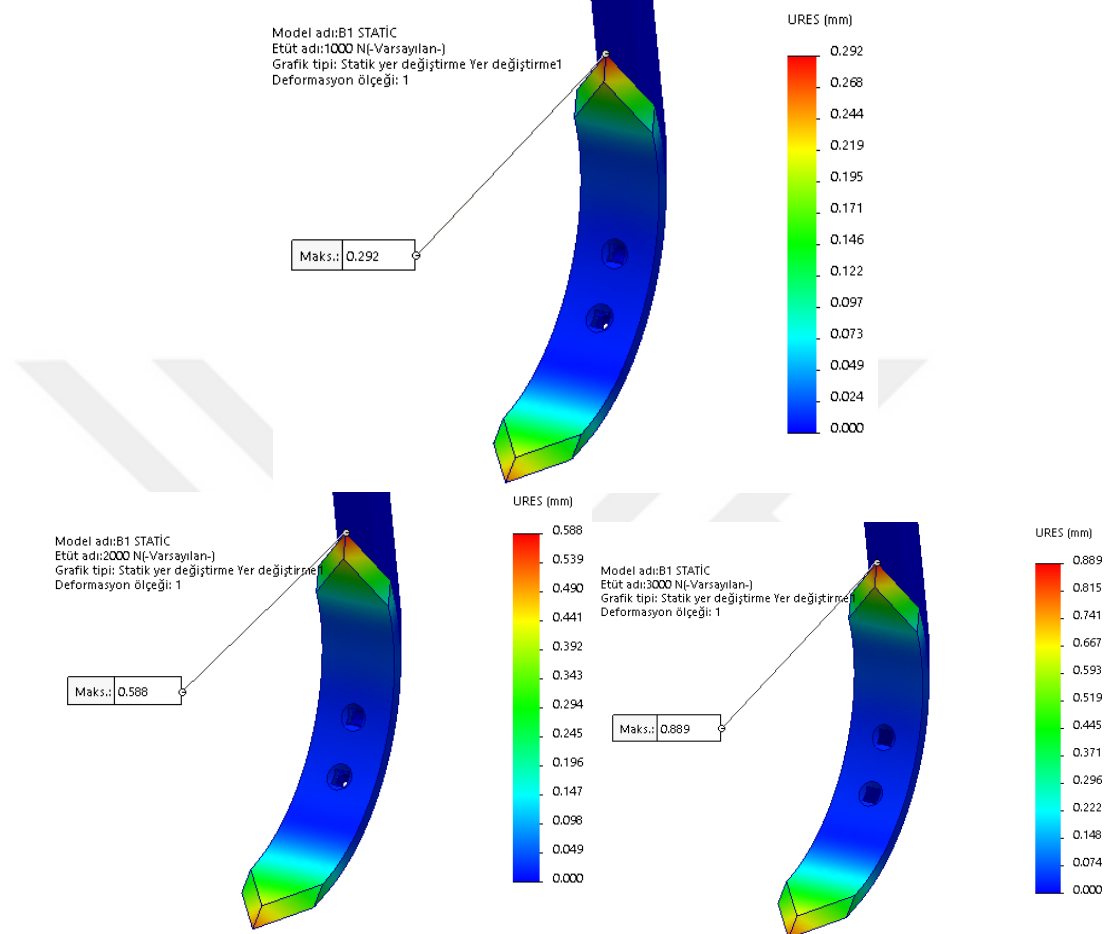 Model adı:B1 STATİC
Etüt adı:1000 N(-Varsayılan-)
Grafik tipi: Statik yer değiştirme Yer değiştirme1
Deformasyon ölçeği: 1
URES (mm)
0.292
0.268
0.244
0.219
0.195
0.171
0.146
0.122
0.097
0.073
0.049
0.024
0.000
Maks.: 0.292
Model adı:B1 STATİC
Etüt adı:2000 N(-Varsayılan-)
Grafik tipi: Statik yer değiştirme Yer değiştirme1
Deformasyon ölçeği: 1
URES (mm)
0.588
0.539
0.490
0.441
0.392
0.343
0.294
0.245
0.196
0.147
0.098
0.049
0.000
Maks.: 0.588
Model adı:B1 STATİC
Etüt adı:3000 N(-Varsayılan-)
Grafik tipi: Statik yer değiştirme Yer değiştirme1
Deformasyon ölçeği: 1
URES (mm)
0.889
0.815
0.741
0.667
0.593
0.519
0.445
0.371
0.296
0.222
0.148
0.074
0.000
Maks.: 0.889